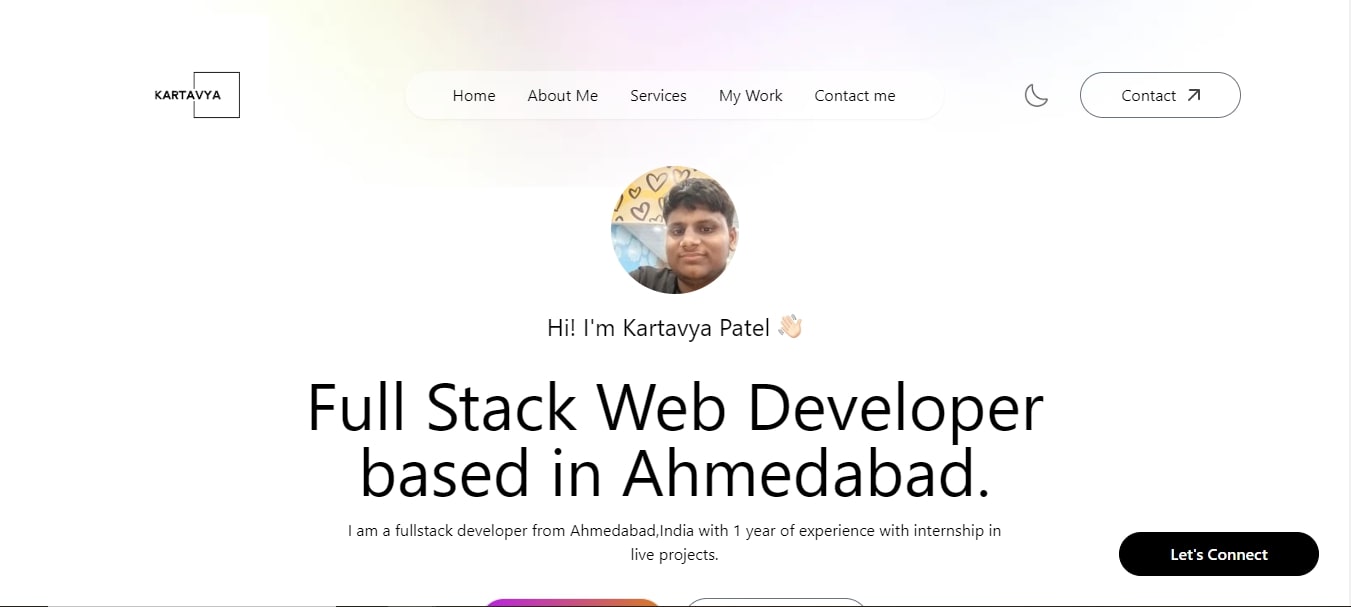 KARTAVYA
Home About Me Services My Work Contact me
Contact
Hi! I'm Kartavya Patel 👋🏻
Full Stack Web Developer
based in Ahmedabad.
I am a fullstack developer from Ahmedabad,India with 1 year of experience with internship in
live projects.
Let's Connect